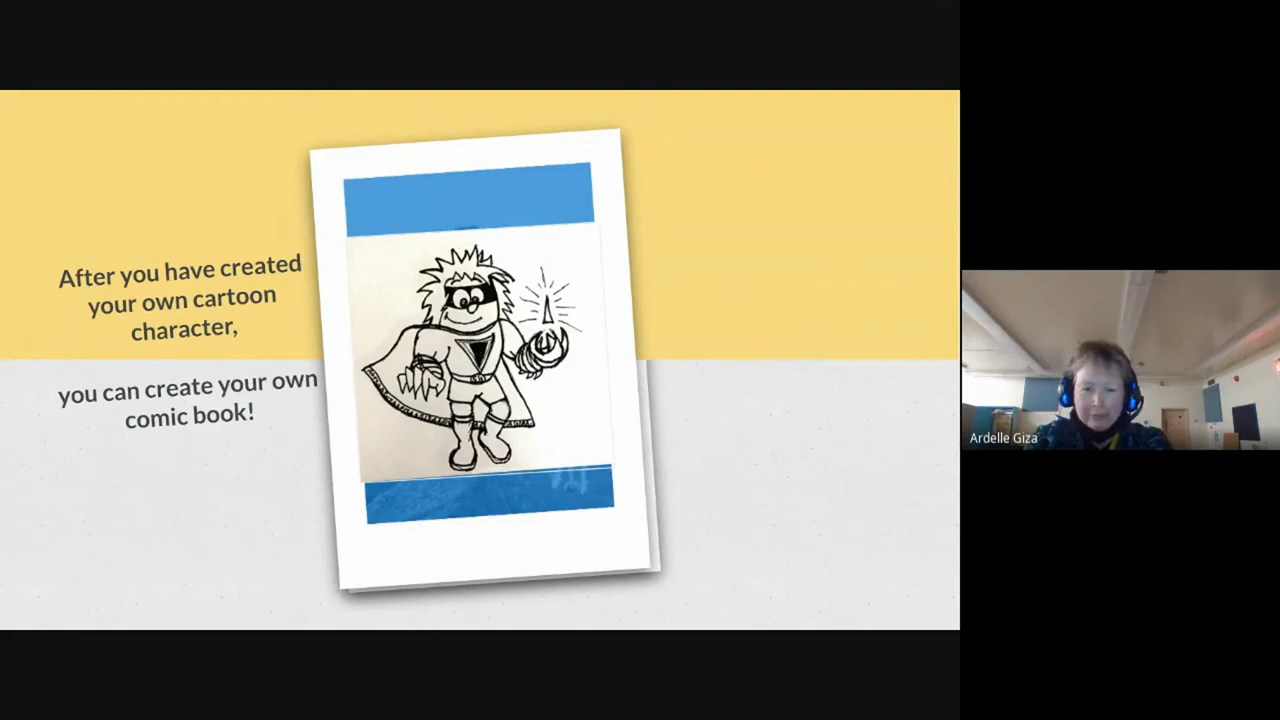 After you have created
your own cartoon
character,
you can create your own
comic book!
Ardelle Giza